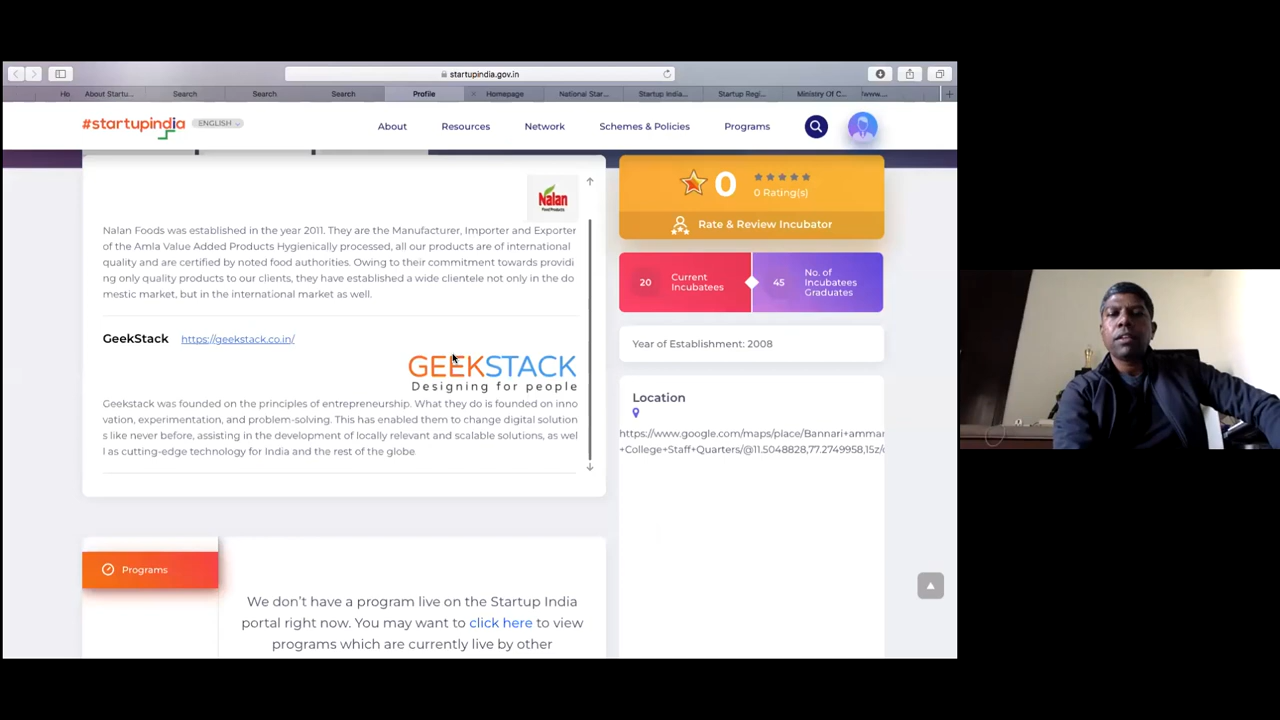 startupindia.gov.in
Ho
About Startu...
Search
Search
Search
Profile
Homepage
National Star...
Startup India...
Startup Regi...
Ministry Of C...
#startupindia
ENGLISH
About
Resources
Network
Schemes & Policies
Programs
Nalan
Food Products
Nalan Foods was established in the year 2011. They are the Manufacturer, Importer and Exporter
of the Amla Value Added Products Hygienically processed, all our products are of international
quality and are certified by noted food authorities. Owing to their commitment towards providi
ng only quality products to our clients, they have established a wide clientele not only in the do
mestic market, but in the international market as well.
GeekStack https://geekstack.co.in/
GEEKSTACK
Designing for people
Geekstack was founded on the principles of entrepreneurship. What they do is founded on inno
vation, experimentation, and problem-solving. This has enabled them to change digital solution
s like never before, assisting in the development of locally relevant and scalable solutions, as wel
l as cutting-edge technology for India and the rest of the globe
0
0 Rating(s)
Rate & Review Incubator
20
Current
Incubatees
45
No. of
Incubatees
Graduates
Year of Establishment: 2008
Location
https://www.google.com/maps/place/Bannari+ammar
+College+Staff+Quarters/@11.5048828,77.2749958,15z/
Programs
We don't have a program live on the Startup India
portal right now. You may want to click here to view
programs which are currently live by other